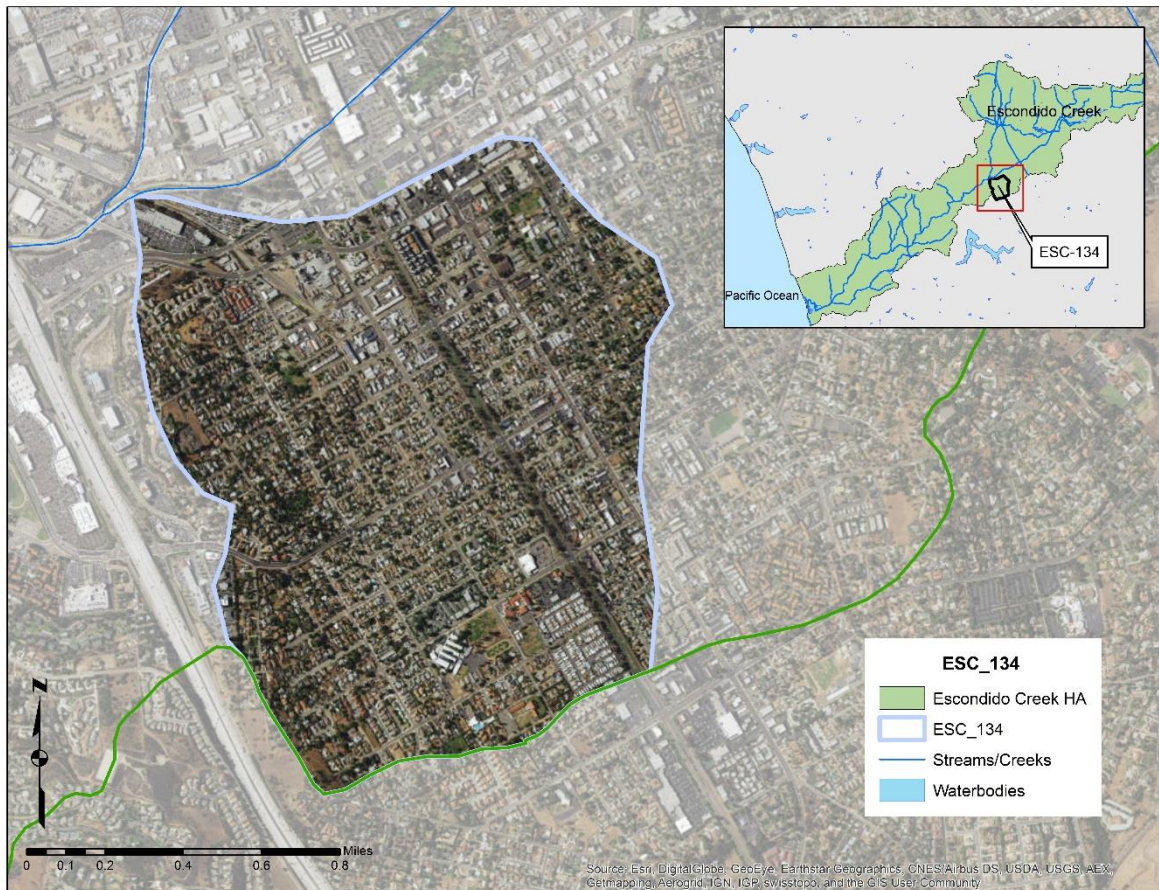 Escondido Creek
ESC-134
Pacific Ocean
ESC_134
Escondido Creek HA
ESC_134
Streams/Creeks
Waterbodies
N
Miles
0 0.2 0.4 0.6 0.8
Source: Esri, DigitalGlobe, GeoEye, Earthstar Geographics, CNES/Airbus DS, USDA, USGS, AEX,
Getmapping, Aerogrid, IGN, IGP, swisstopo, and the GIS User Community